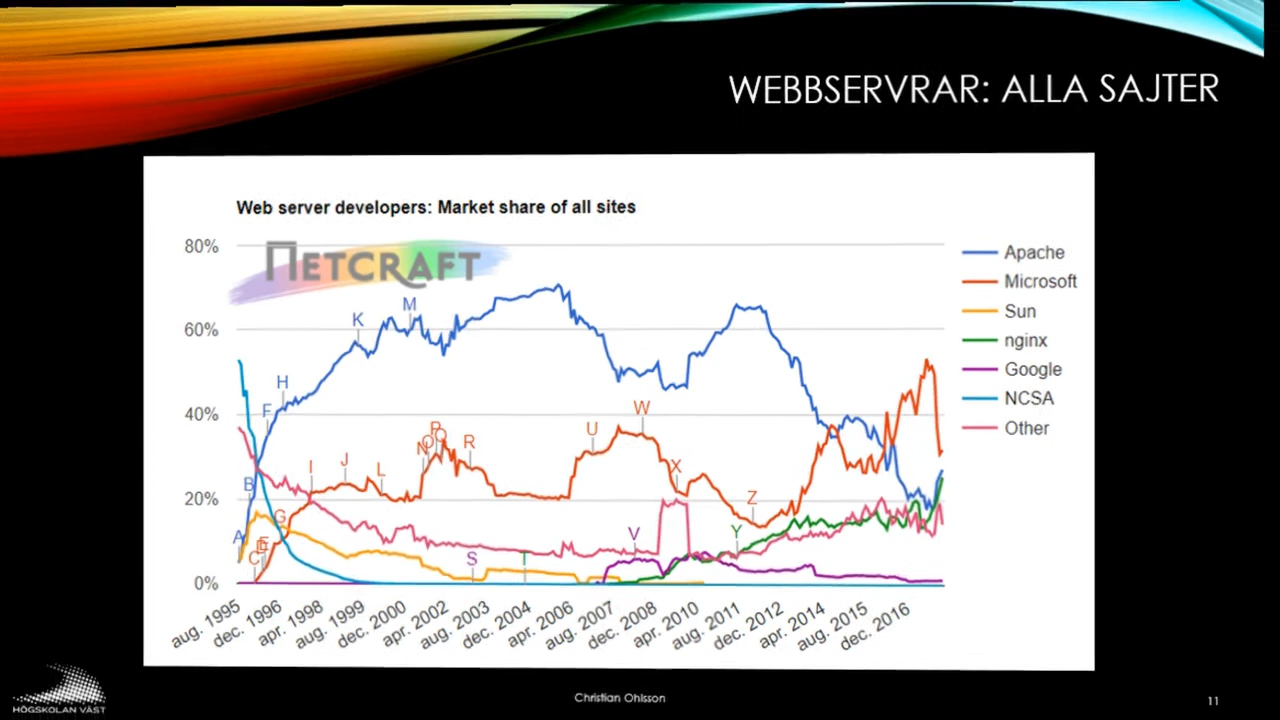 WEBBSERVRAR: ALLA SAJTER
Web server developers: Market share of all sites
NETCRAFT
80%
60%
40%
20%
0%
A
B
C
D
E
F
G
H
I
J
K
L
M
N
O
P
Q
R
S
T
U
V
W
X
Y
Z
aug. 1995
dec. 1996
apr. 1998
aug. 1999
dec. 2000
apr. 2002
aug. 2003
dec. 2004
apr. 2006
aug. 2007
dec. 2008
apr. 2010
aug. 2011
dec. 2012
apr. 2014
aug. 2015
dec. 2016
Apache
Microsoft
Sun
nginx
Google
NCSA
Other
HÖGSKOLAN VÄST
Christian Ohlsson
11